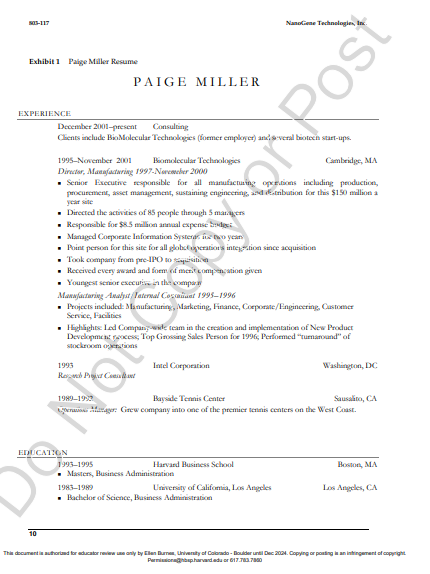 803-117
NanoGene Technologies, Inc.
Exhibit 1 Paige Miller Resume
PAIGE MILLER
EXPERIENCE
December 2001–present Consulting
Clients include BioMolecular Technologies (former employer) and several biotech start-ups.
1995–November 2001 Biomolecular Technologies Cambridge, MA
Director, Manufacturing 1997-November 2000
▪ Senior Executive responsible for all manufacturing operations including production,
procurement, asset management, sustaining engineering, and distribution for this $150 million a
year site
▪ Directed the activities of 85 people through 5 managers
▪ Responsible for $8.5 million annual expense budget
▪ Managed Corporate Information Systems for two years
▪ Point person for this site for all global operations integration since acquisition
▪ Took company from pre-IPO to acquisition
▪ Received every award and form of merit compensation given
▪ Youngest senior executive in the company
Manufacturing Analyst/Internal Consultant 1995–1996
▪ Projects included: Manufacturing, Marketing, Finance, Corporate/Engineering, Customer
Service, Facilities
▪ Highlights: Led Company-wide team in the creation and implementation of New Product
Development process; Top Grossing Sales Person for 1996; Performed “turnaround” of
stockroom operations
1993 Intel Corporation Washington, DC
Research Project Consultant
1989–1993 Bayside Tennis Center Sausalito, CA
Operations Manager: Grew company into one of the premier tennis centers on the West Coast.
EDUCATION
1993–1995 Harvard Business School Boston, MA
▪ Masters, Business Administration
1983–1989 University of California, Los Angeles Los Angeles, CA
▪ Bachelor of Science, Business Administration
10
This document is authorized for educator review use only by Ellen Burnes, University of Colorado - Boulder until Dec 2024. Copying or posting is an infringement of copyright.
Permissions@hbsp.harvard.edu or 617.783.7860
Do Not Copy or Post